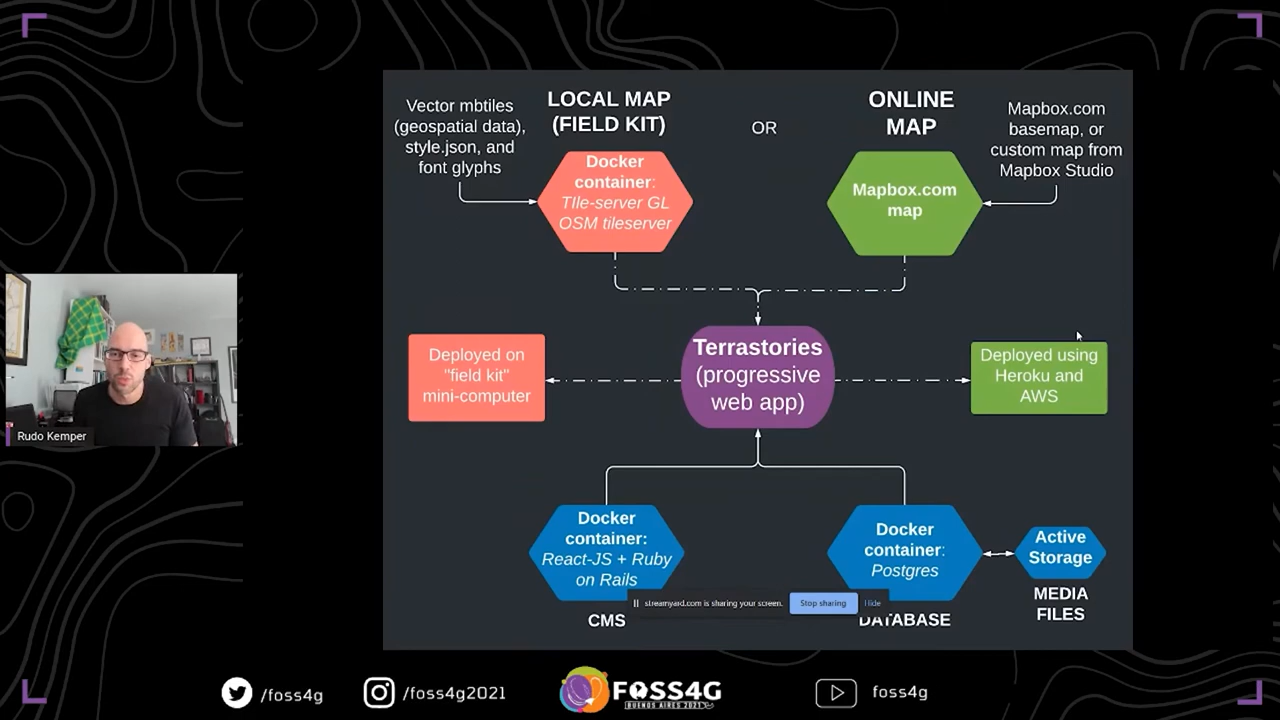 Vector mbtiles
(geospatial data),
style.json, and
font glyphs
LOCAL MAP
(FIELD KIT)
OR
ONLINE
MAP
Mapbox.com
basemap, or
custom map from
Mapbox Studio
Docker
container:
TIle-server GL
OSM tileserver
Mapbox.com
map
Deployed on
"field kit"
mini-computer
Terrastories
(progressive
web app)
Deployed using
Heroku and
AWS
Rudo Kemper
Docker
container:
React-JS + Ruby
on Rails
Docker
container:
Postgres
Active
Storage
streamyard.com is sharing your screen.
Stop sharing
Hide
CMS
DATABASE
MEDIA
FILES
/foss4g
/foss4g2021
FOSS4G
BUENOS AIRES 2021
foss4g